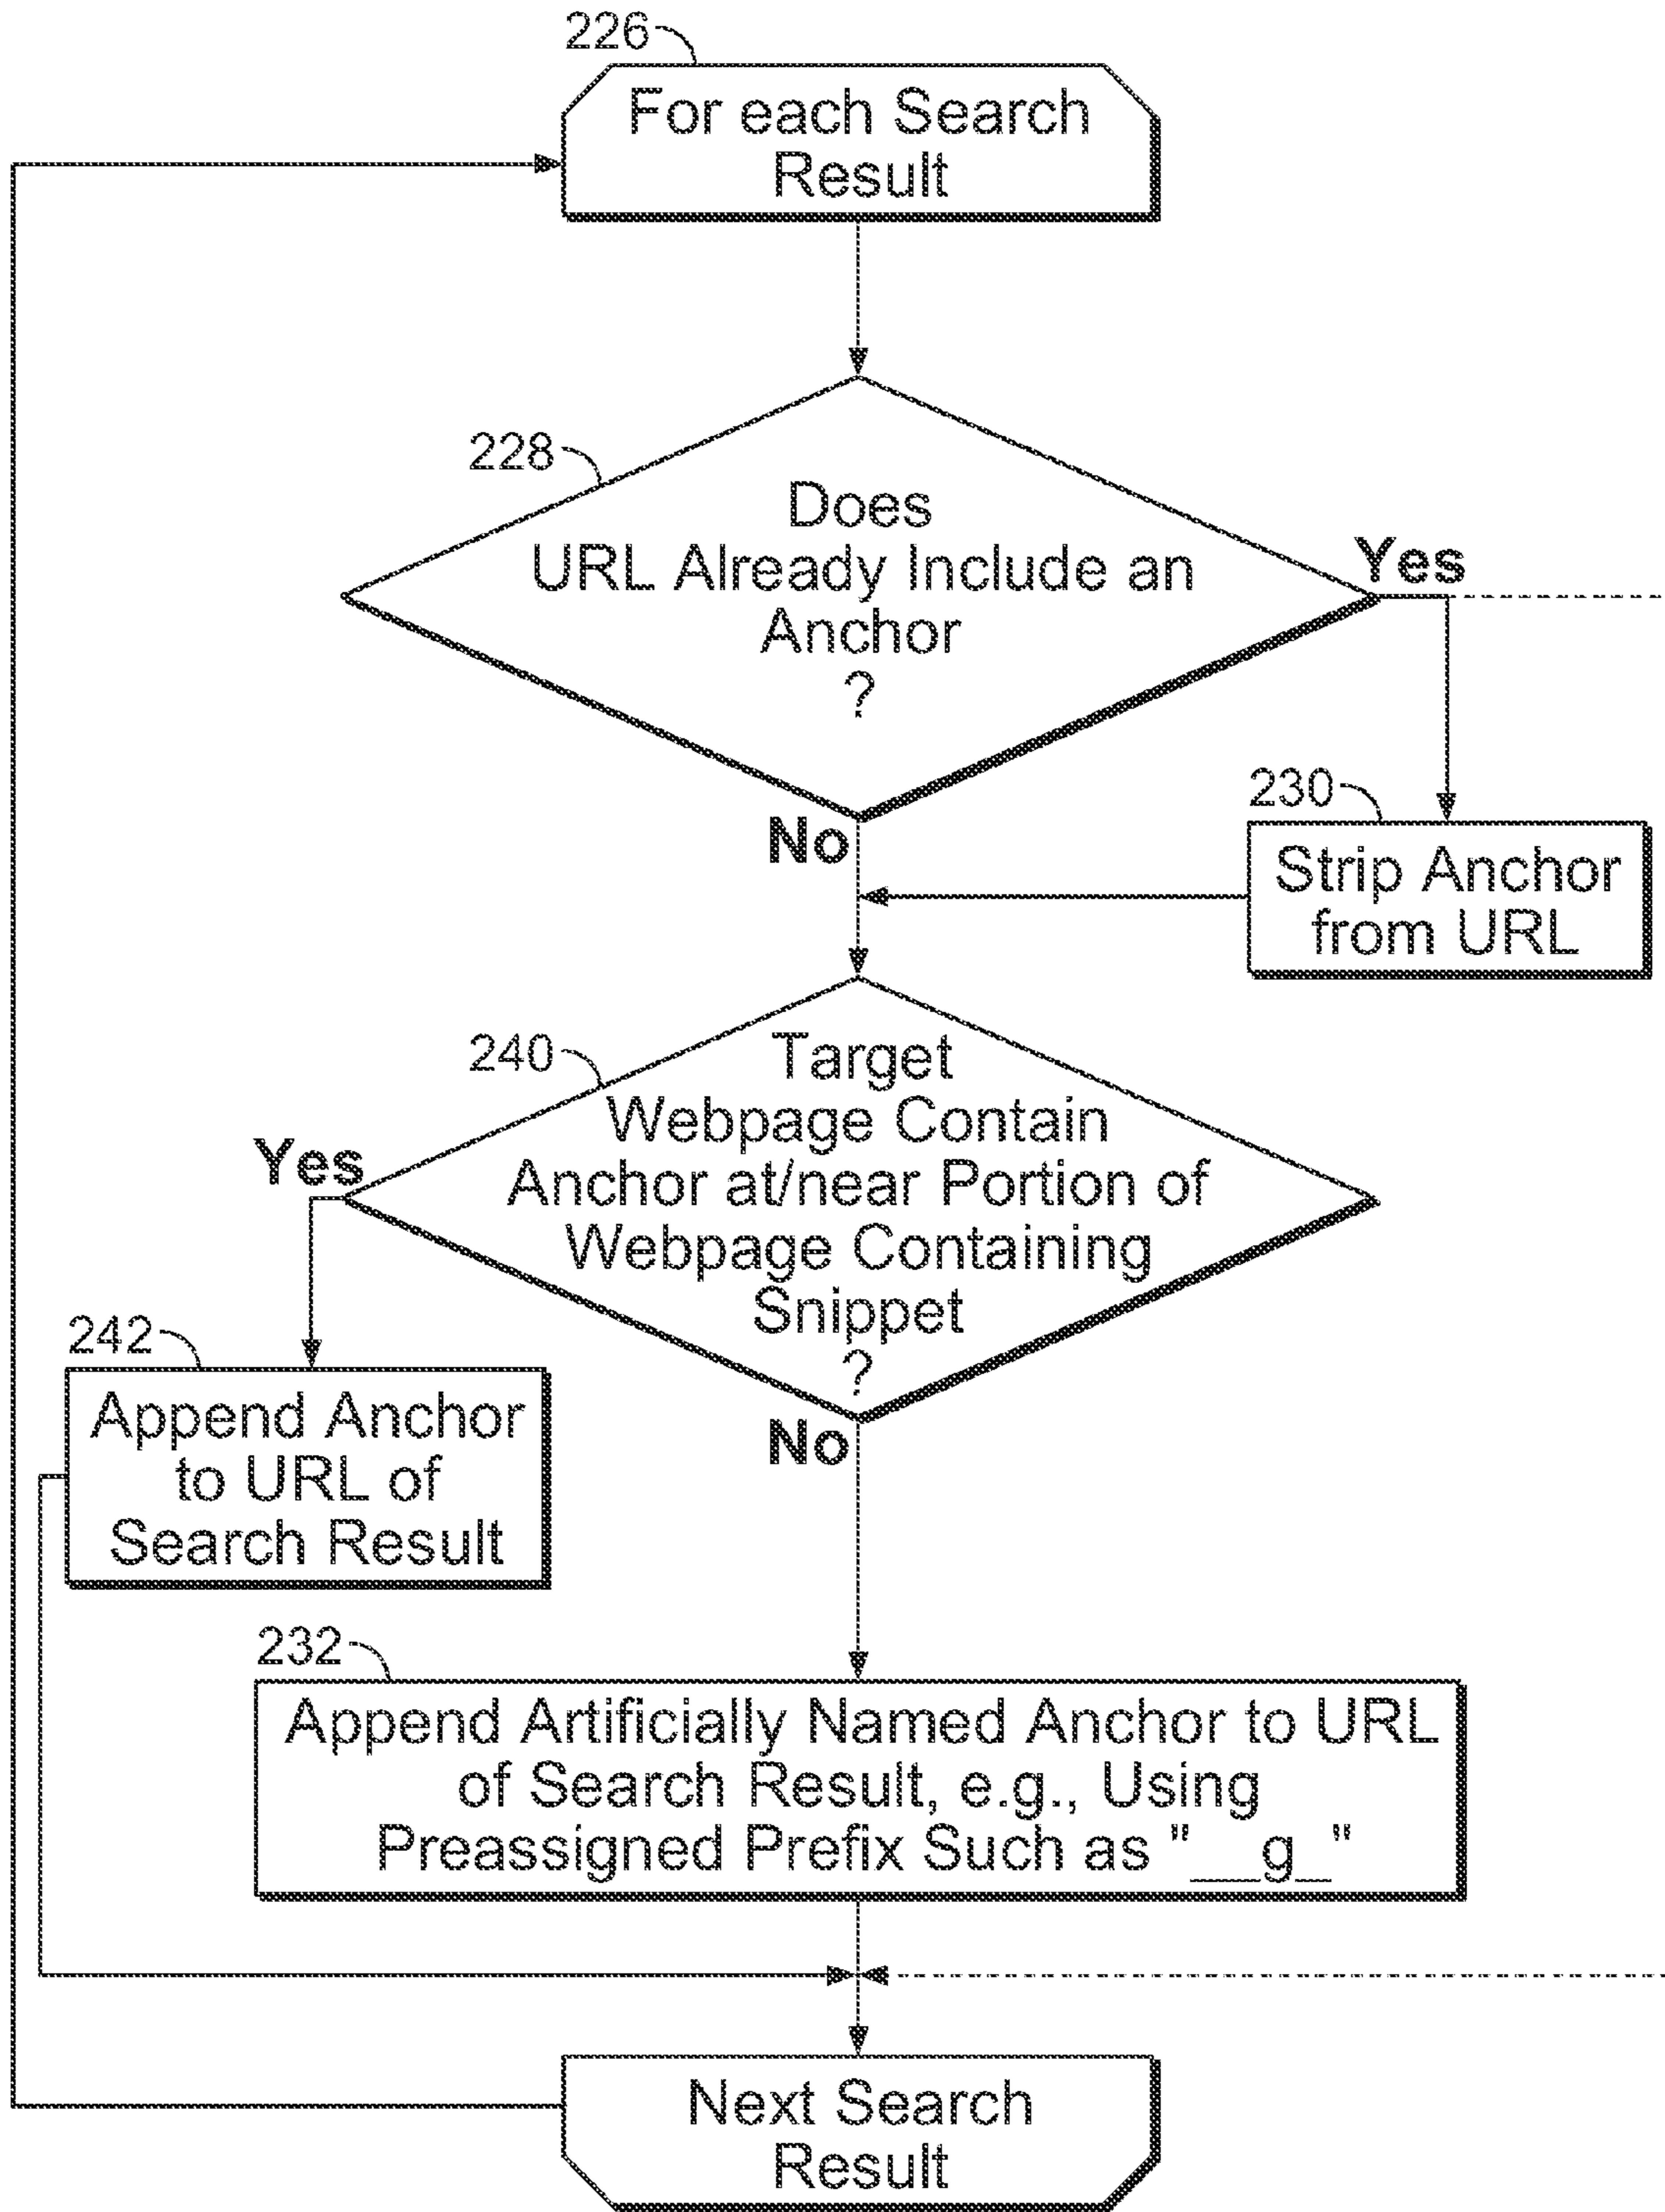 226
For each Search
Result
228
Does
URL Already Include an
Anchor
?
Yes
No
230
Strip Anchor
from URL
240
Target
Webpage Contain
Anchor at/near Portion of
Webpage Containing
Snippet
?
Yes
No
242
Append Anchor
to URL of
Search Result
232
Append Artificially Named Anchor to URL
of Search Result, e.g., Using
Preassigned Prefix Such as "__g_"
Next Search
Result